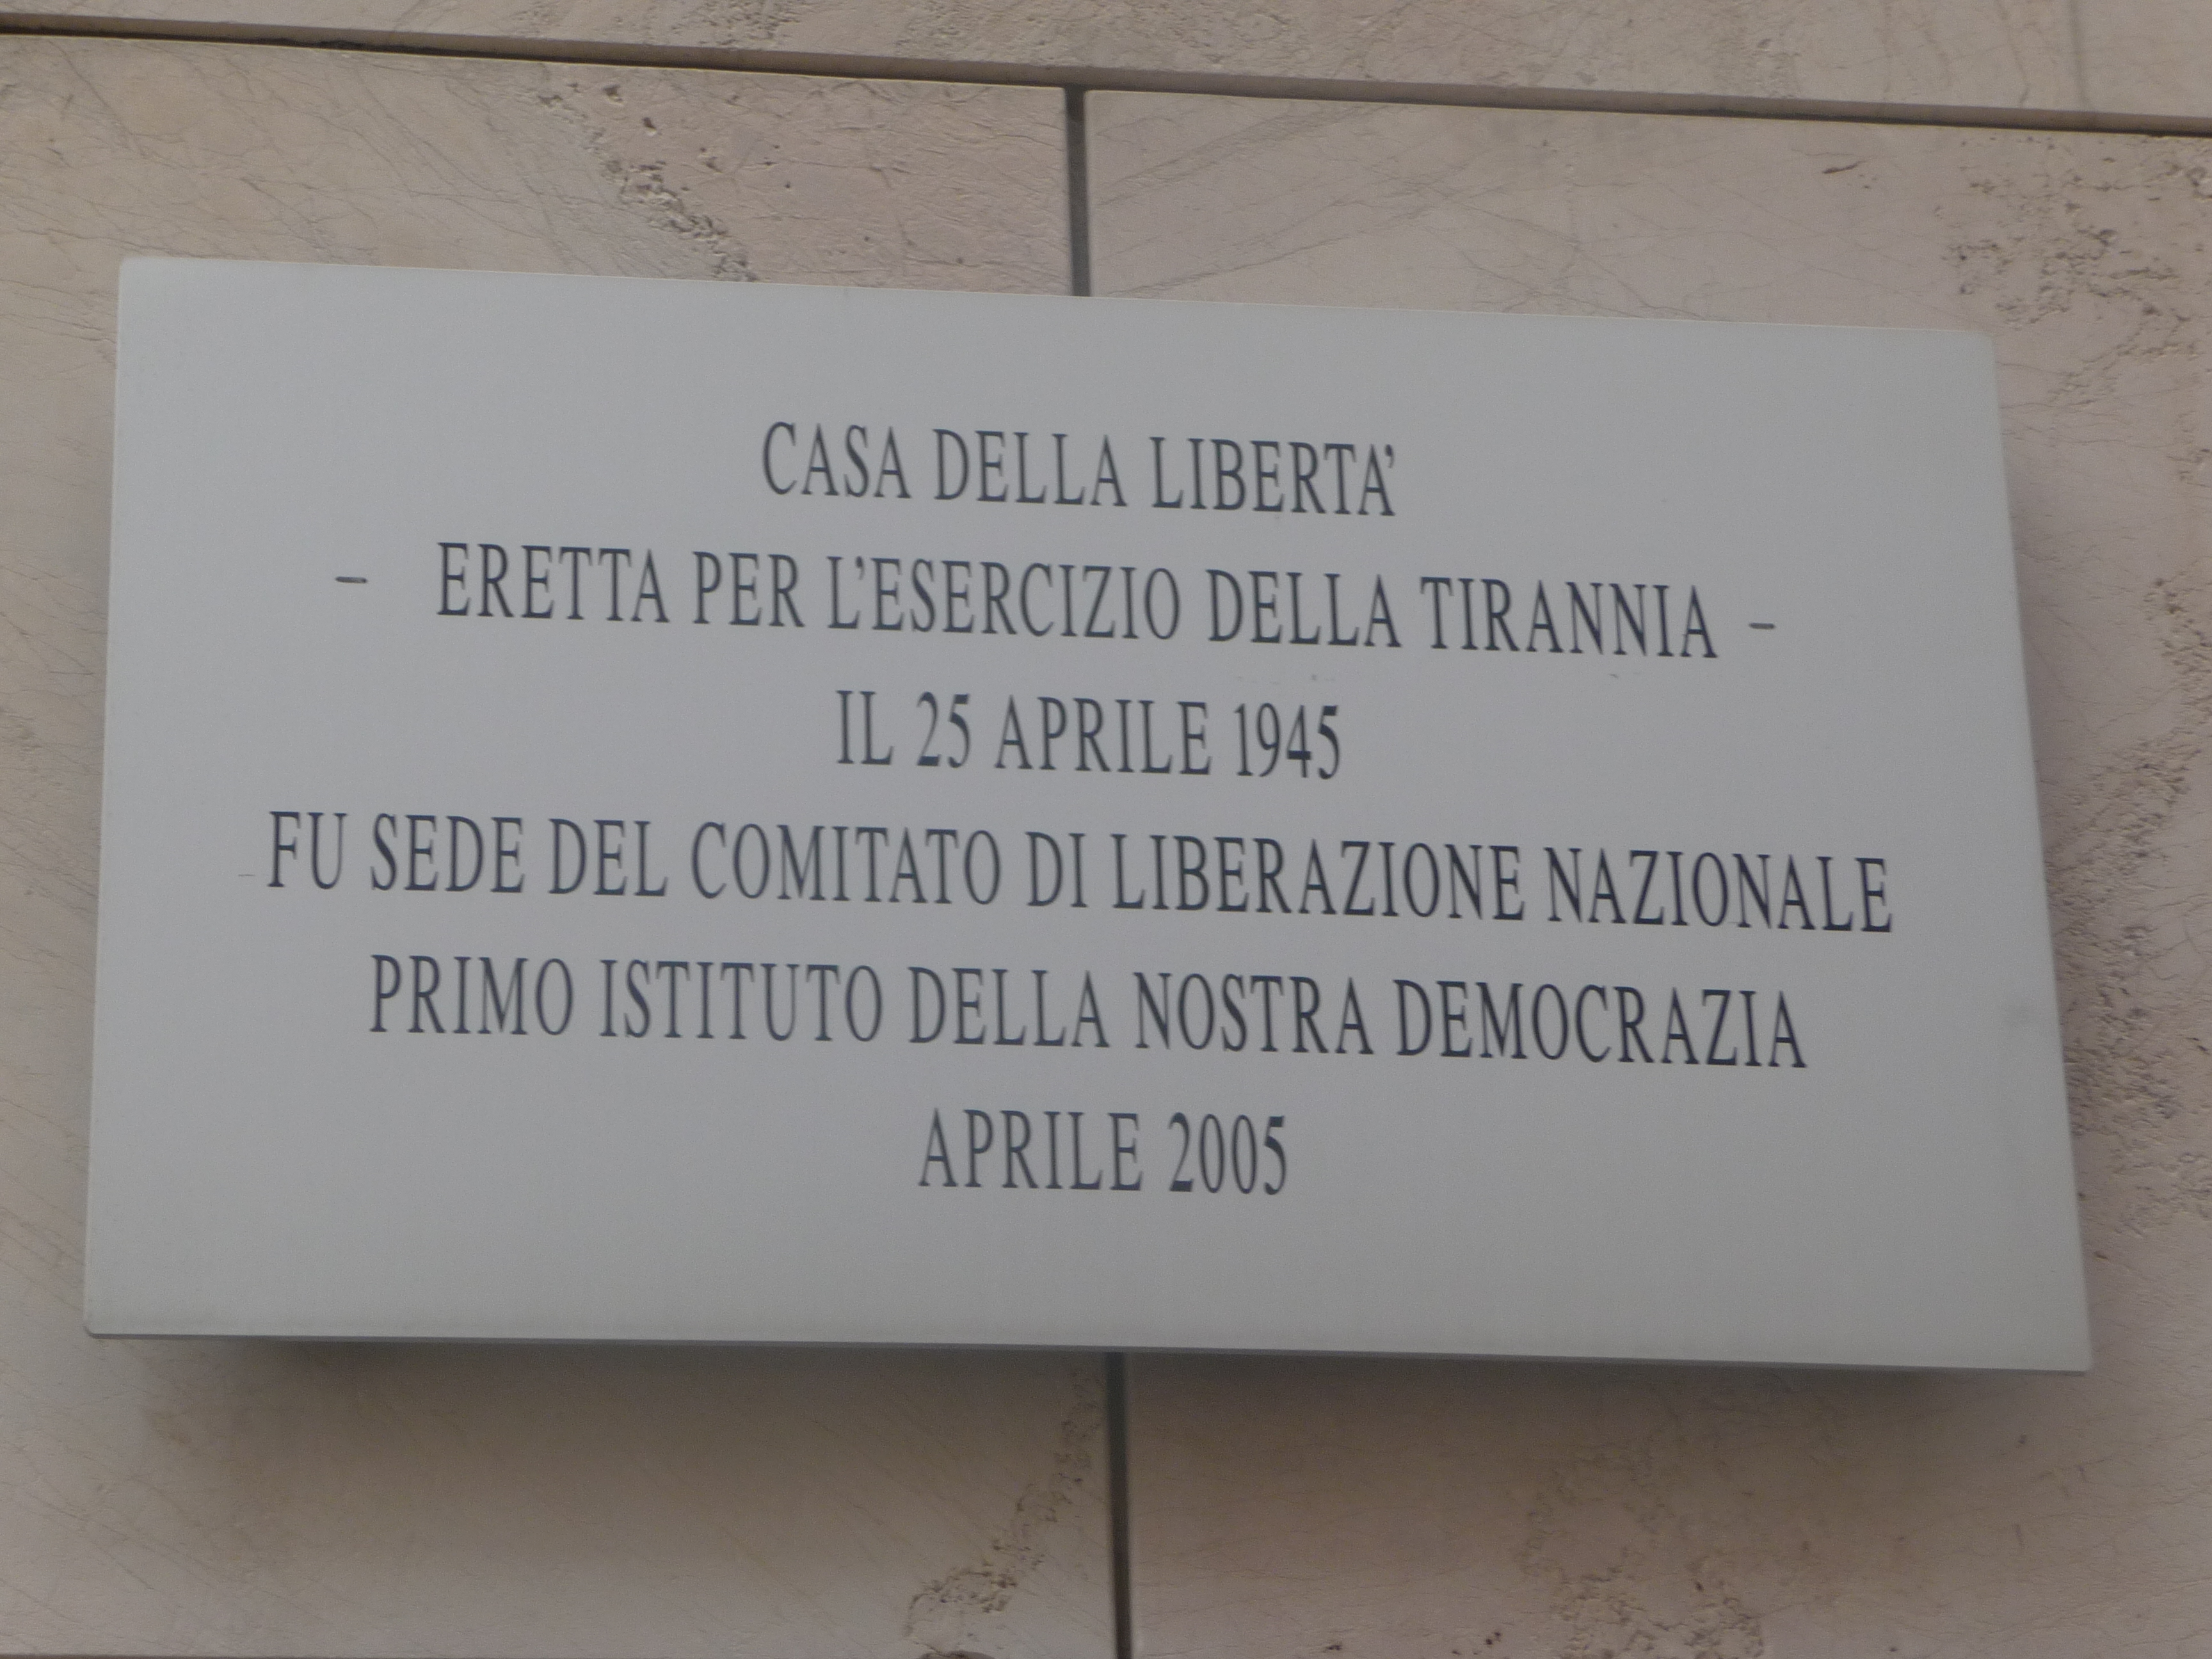 CASA DELLA LIBERTA'
- ERETTA PER L'ESERCIZIO DELLA TIRANNIA -
IL 25 APRILE 1945
FU SEDE DEL COMITATO DI LIBERAZIONE NAZIONALE
PRIMO ISTITUTO DELLA NOSTRA DEMOCRAZIA
APRILE 2005